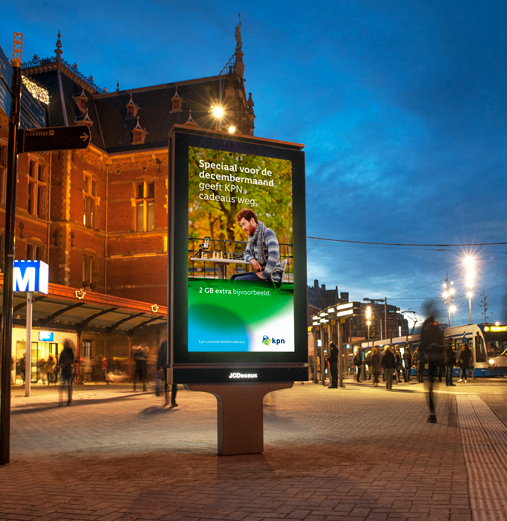 Speciaal voor de
decembermaand
geeft KPN
cadeaus weg.
2 GB extra bijvoorbeeld.
kpn
JCDecaux
M